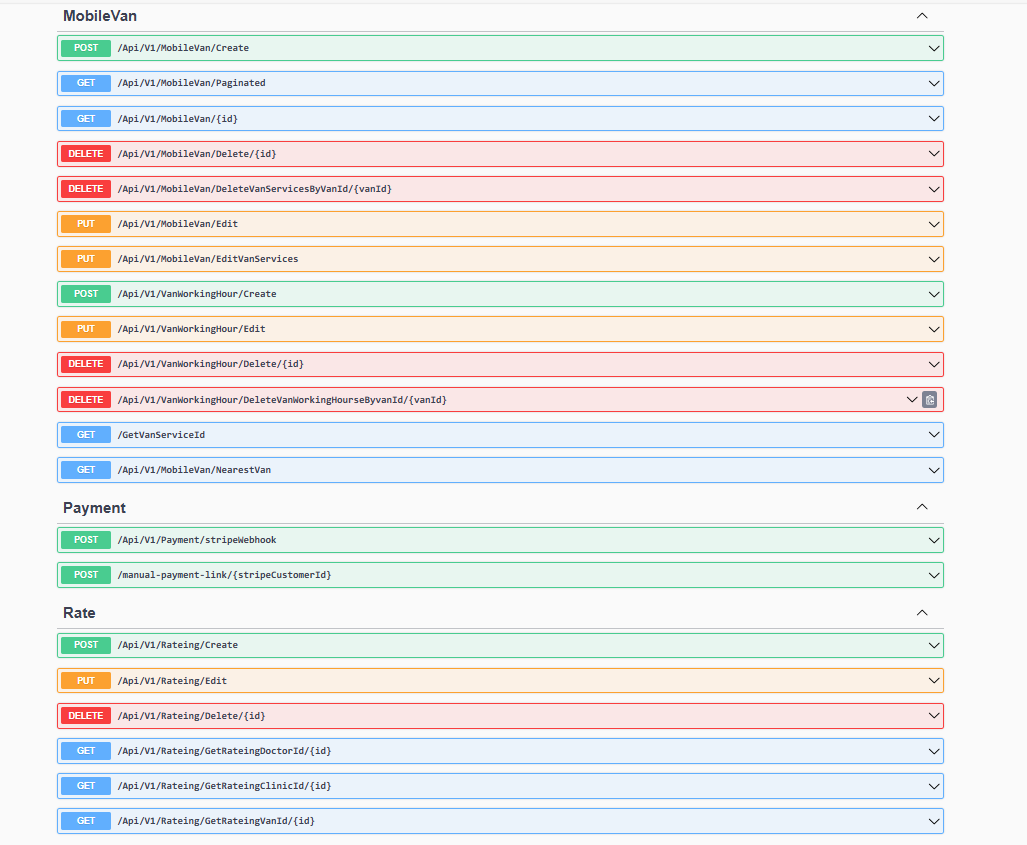 MobileVan
POST /Api/V1/MobileVan/Create
GET /Api/V1/MobileVan/Paginated
GET /Api/V1/MobileVan/{id}
DELETE /Api/V1/MobileVan/Delete/{id}
DELETE /Api/V1/MobileVan/DeleteVanServicesByVanId/{vanId}
PUT /Api/V1/MobileVan/Edit
PUT /Api/V1/MobileVan/EditVanServices
POST /Api/V1/VanWorkingHour/Create
PUT /Api/V1/VanWorkingHour/Edit
DELETE /Api/V1/VanWorkingHour/Delete/{id}
DELETE /Api/V1/VanWorkingHour/DeleteVanWorkingHourseByvanId/{vanId}
GET /GetVanServiceId
GET /Api/V1/MobileVan/NearestVan
Payment
POST /Api/V1/Payment/stripeWebhook
POST /manual-payment-link/{stripeCustomerId}
Rate
POST /Api/V1/Rateing/Create
PUT /Api/V1/Rateing/Edit
DELETE /Api/V1/Rateing/Delete/{id}
GET /Api/V1/Rateing/GetRateingDoctorId/{id}
GET /Api/V1/Rateing/GetRateingClinicId/{id}
GET /Api/V1/Rateing/GetRateingVanId/{id}